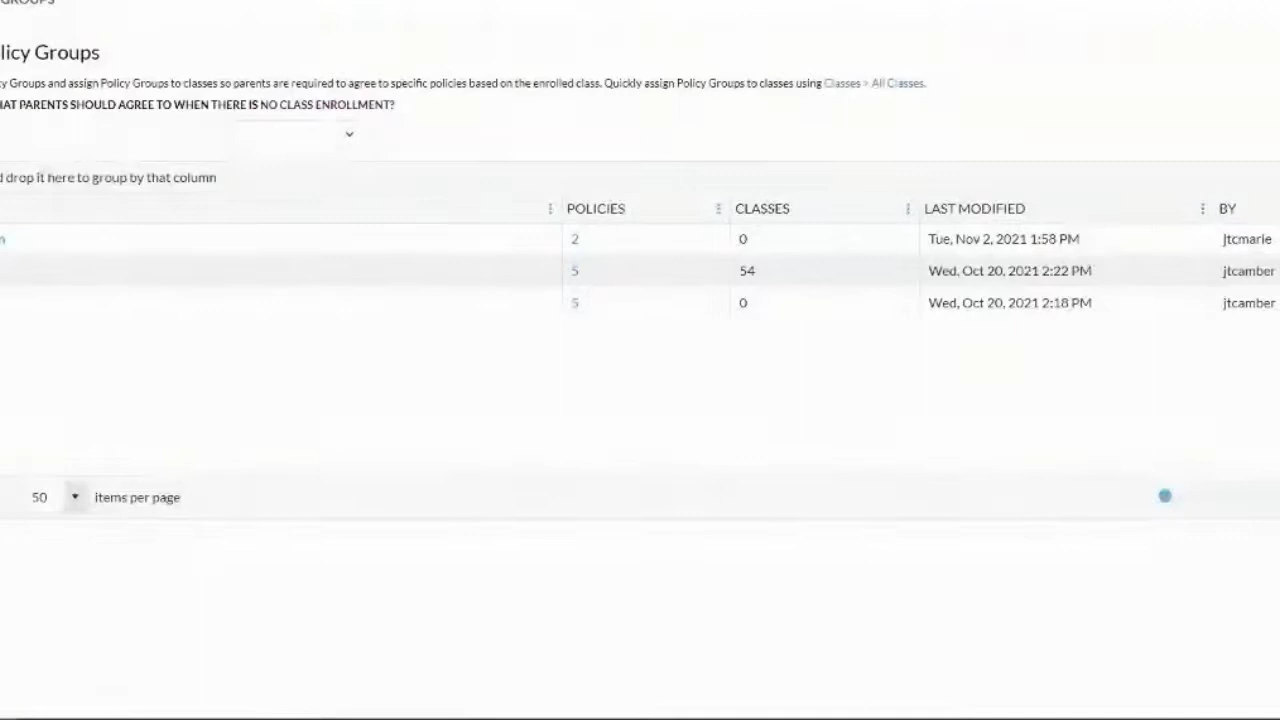 GROUPS
licy Groups
cy Groups and assign Policy Groups to classes so parents are required to agree to specific policies based on the enrolled class. Quickly assign Policy Groups to classes using Classes > All Classes.
HAT PARENTS SHOULD AGREE TO WHEN THERE IS NO CLASS ENROLLMENT?
d drop it here to group by that column
POLICIES CLASSES LAST MODIFIED BY
n 2 0 Tue, Nov 2, 2021 1:58 PM jtcmarie
5 54 Wed, Oct 20, 2021 2:22 PM jtcamber
5 0 Wed, Oct 20, 2021 2:18 PM jtcamber
50 items per page